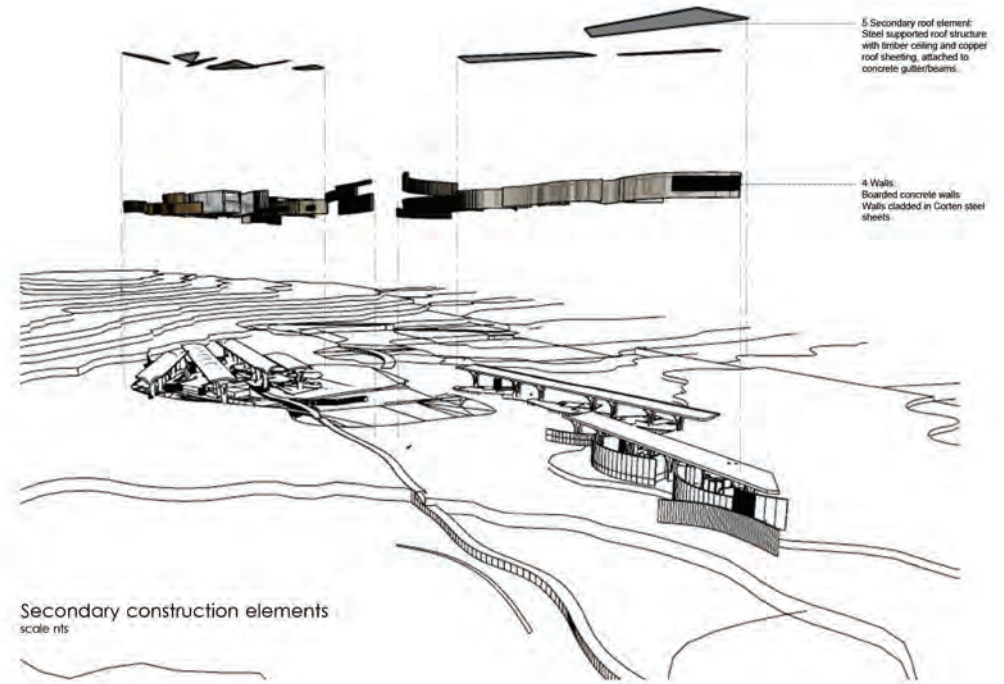 5 Secondary roof element:
Steel supported roof structure
with timber ceiling and copper
roof sheeting, attached to
concrete gutter/beams.
4 Walls:
Boarded concrete walls
Walls cladded in Corten steel
sheets
Secondary construction elements
scale nts